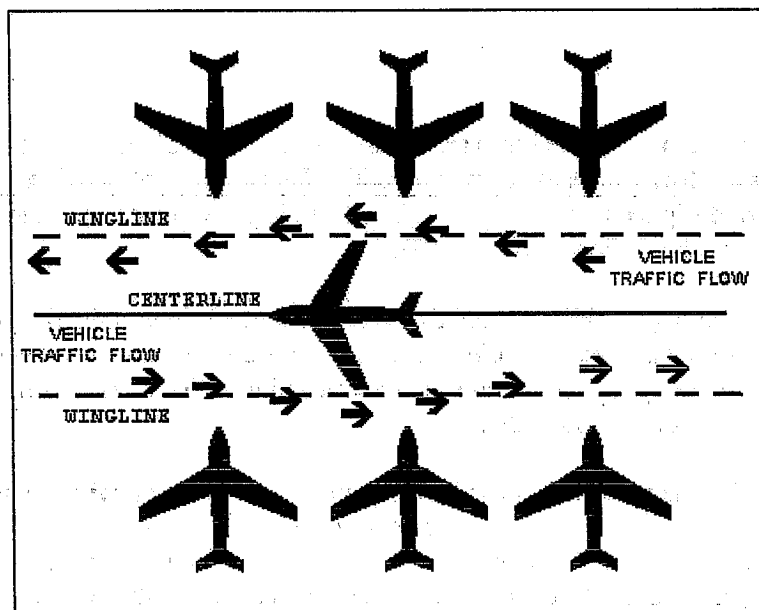 WINGLINE
VEHICLE
TRAFFIC FLOW
CENTERLINE
VEHICLE
TRAFFIC FLOW
WINGLINE